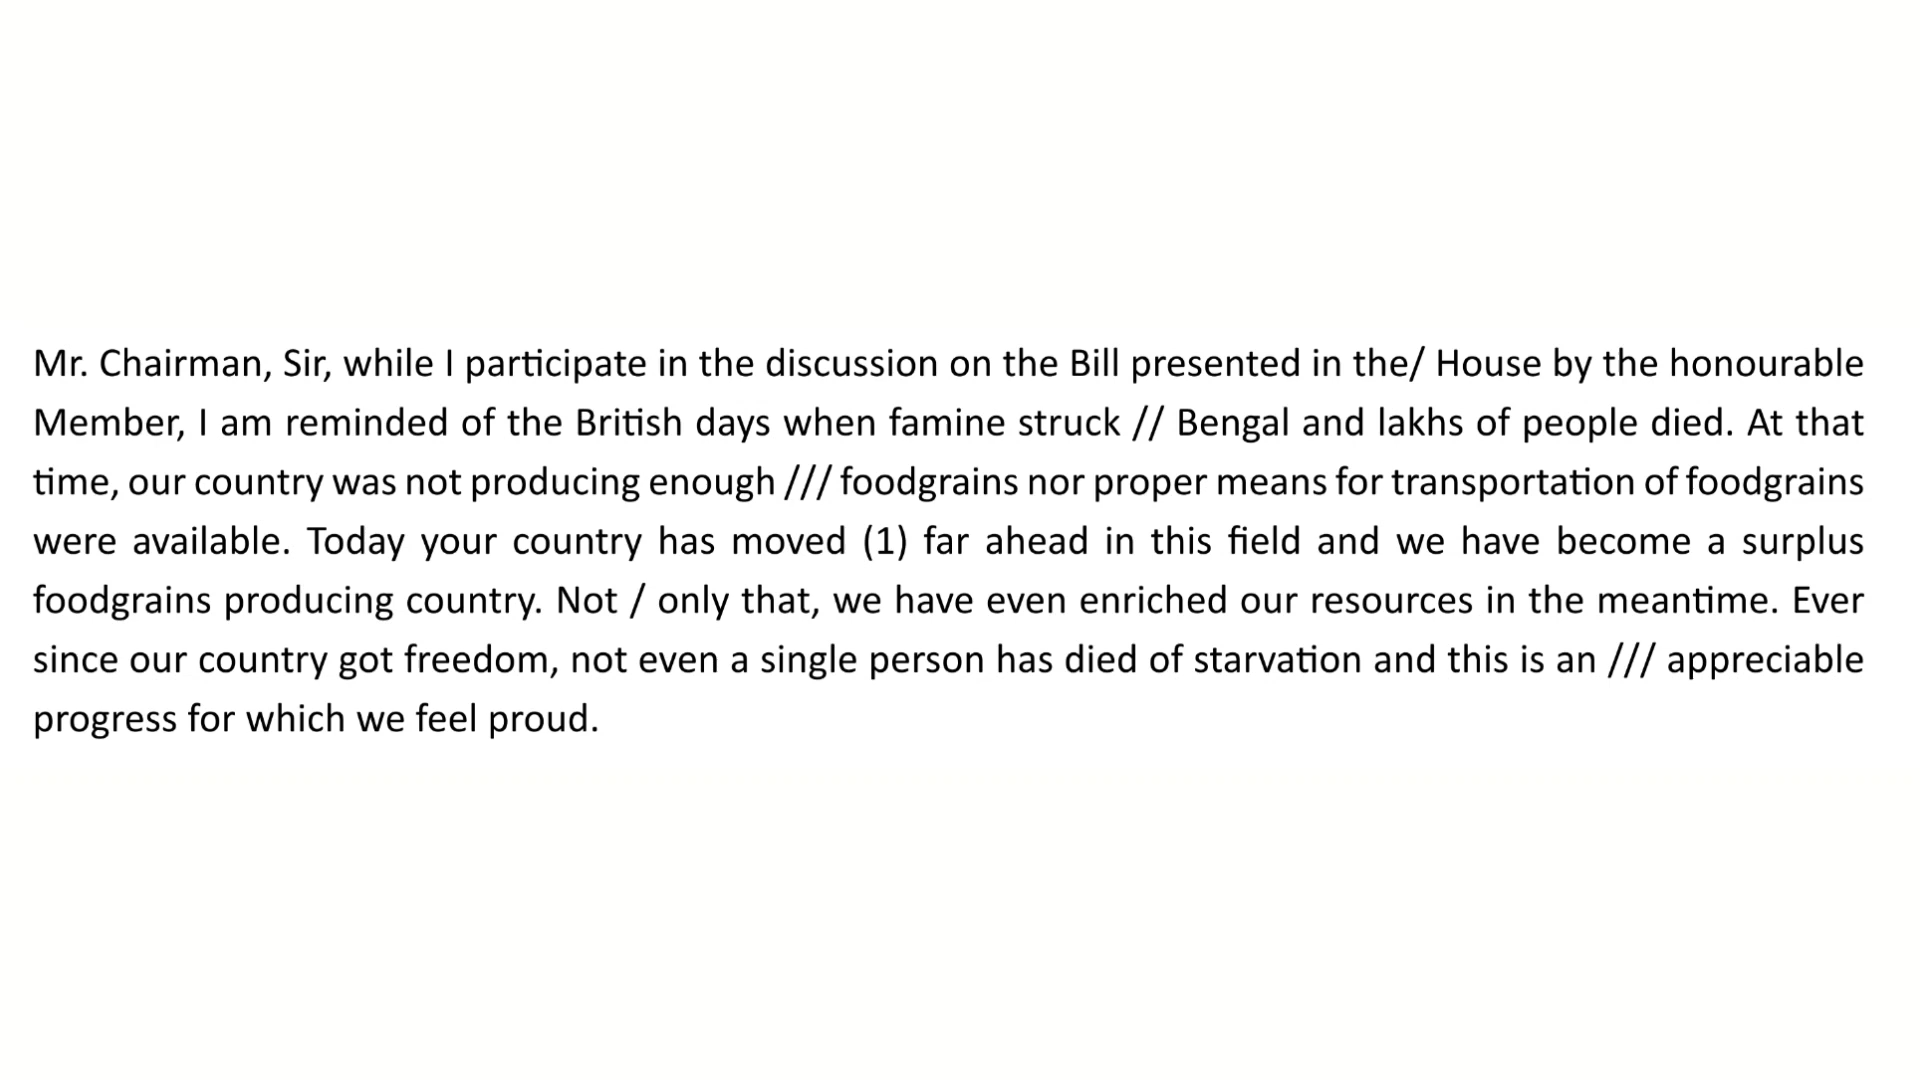 Mr. Chairman, Sir, while I participate in the discussion on the Bill presented in the/ House by the honourable
Member, I am reminded of the British days when famine struck // Bengal and lakhs of people died. At that
time, our country was not producing enough /// foodgrains nor proper means for transportation of foodgrains
were available. Today your country has moved (1) far ahead in this field and we have become a surplus
foodgrains producing country. Not / only that, we have even enriched our resources in the meantime. Ever
since our country got freedom, not even a single person has died of starvation and this is an /// appreciable
progress for which we feel proud.